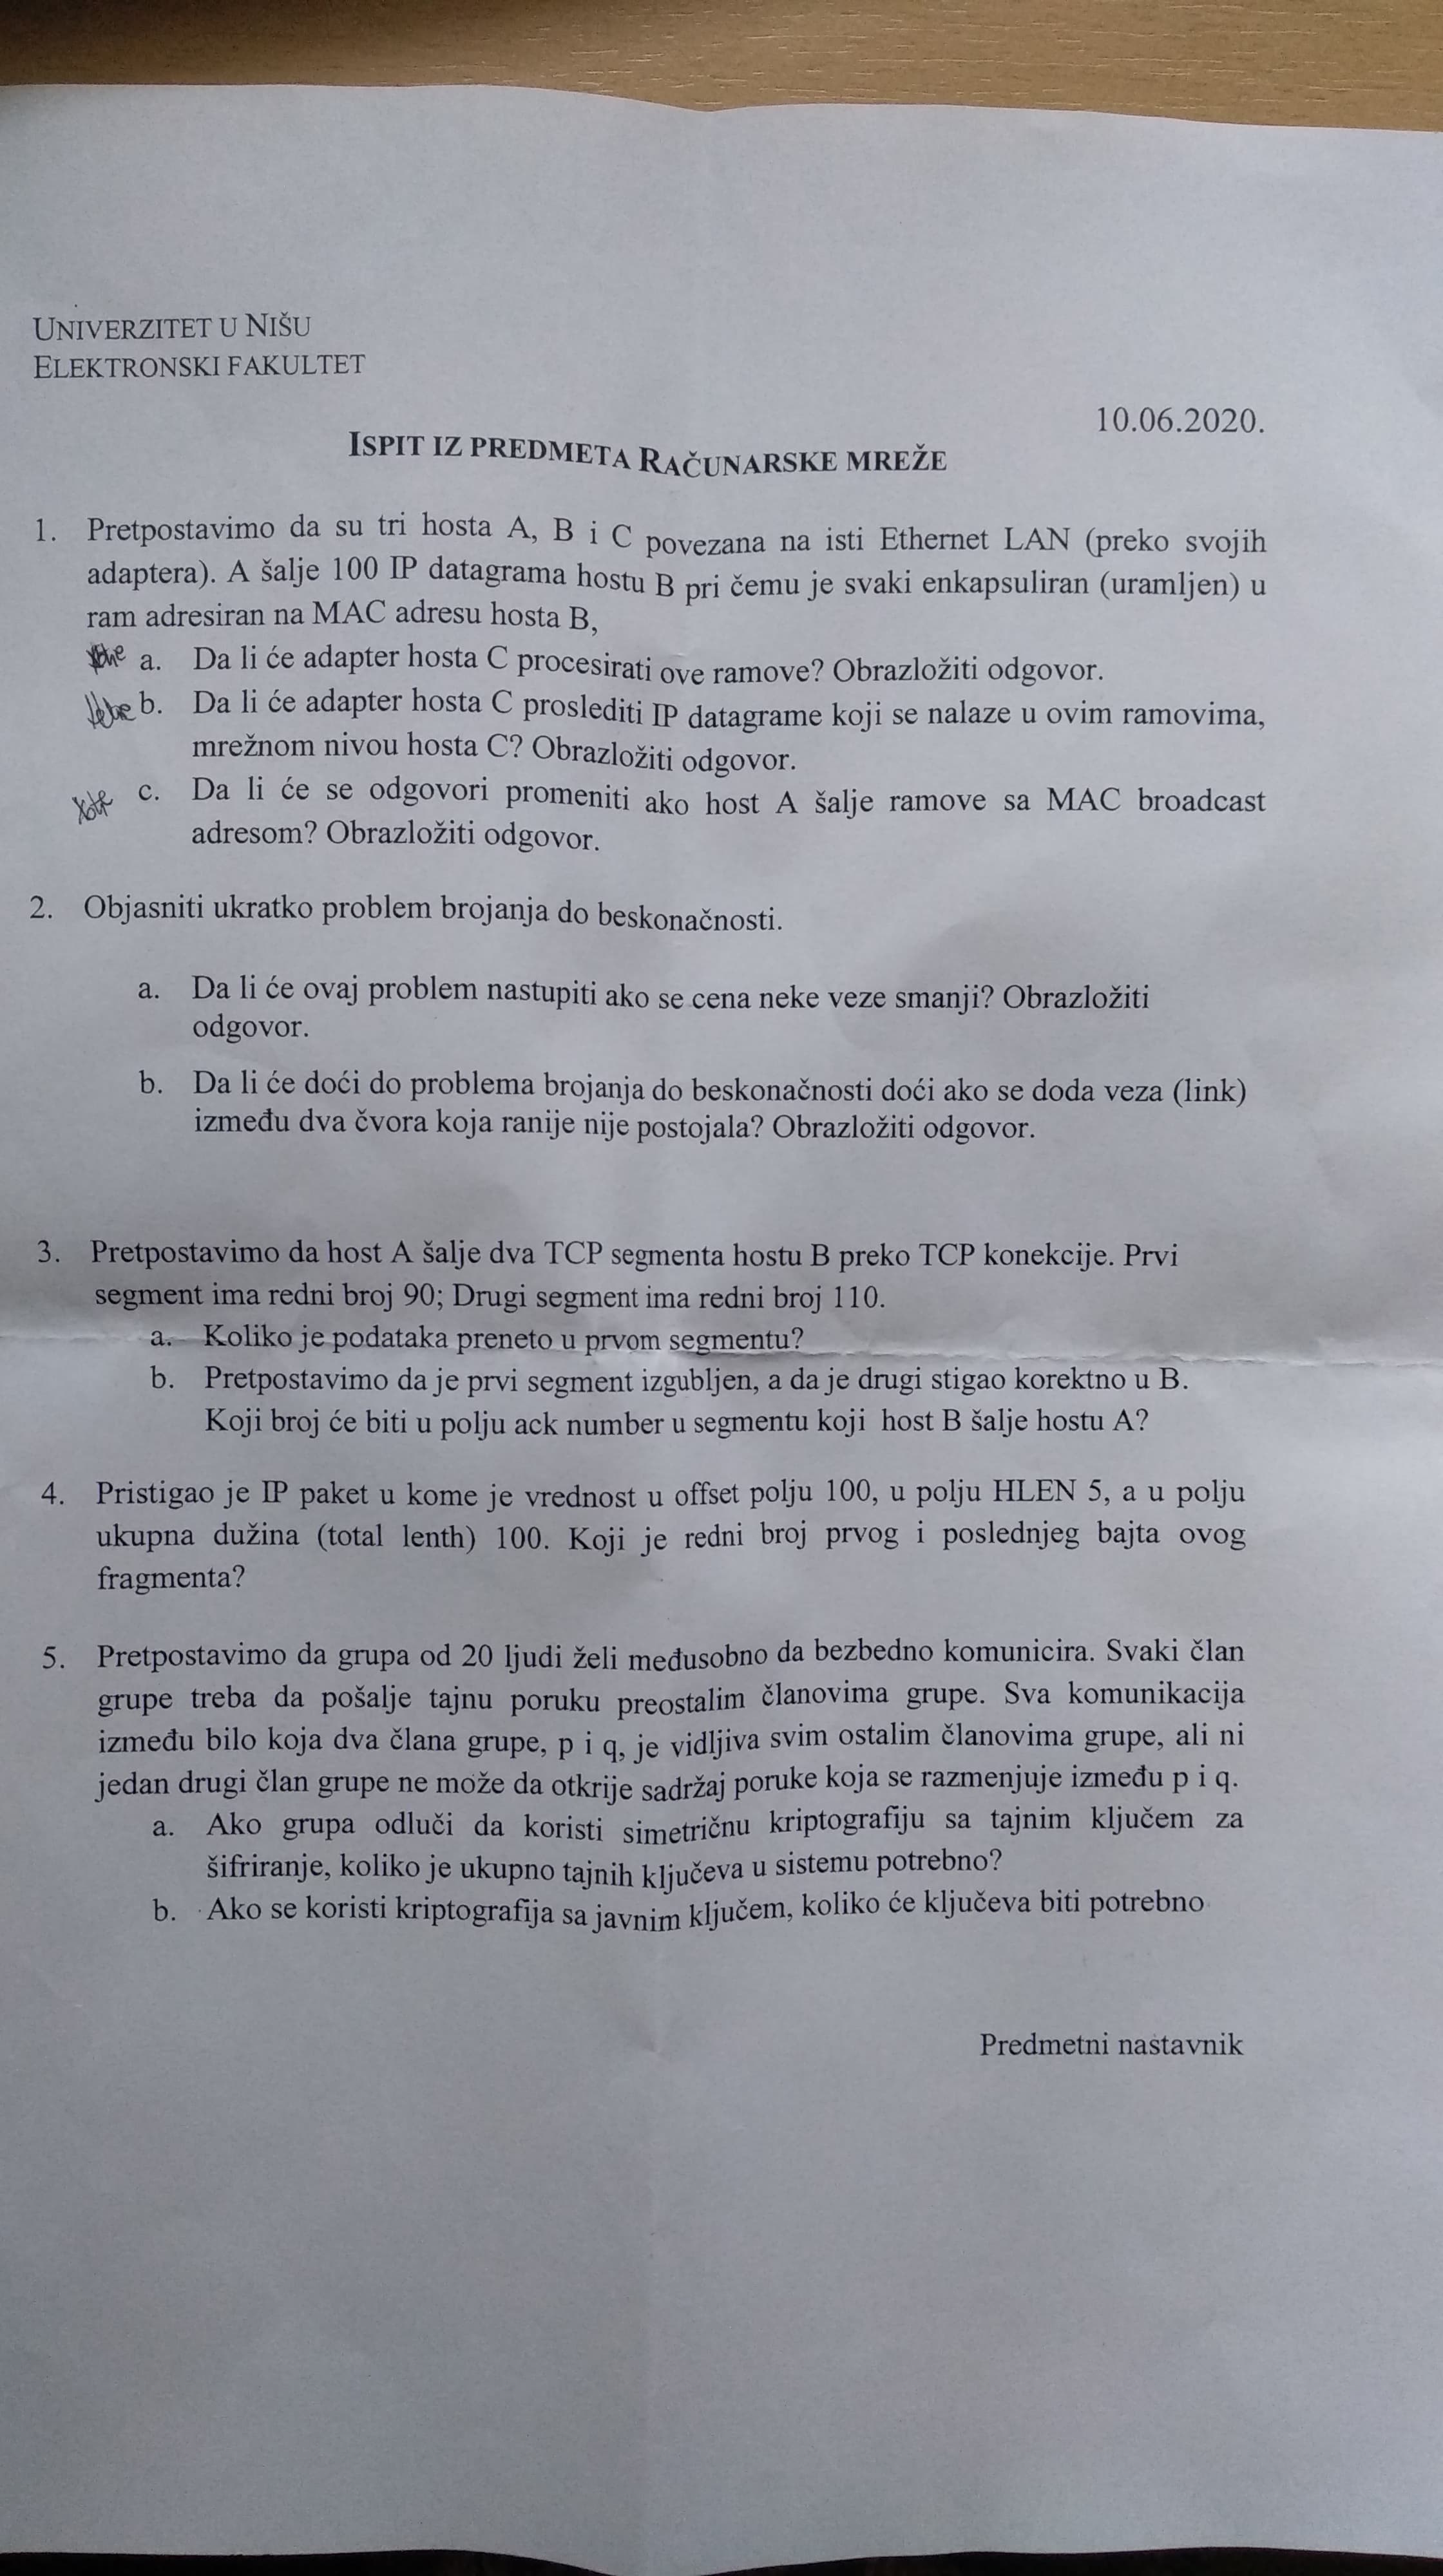 UNIVERZITET U NIŠU
ELEKTRONSKI FAKULTET
10.06.2020.
ISPIT IZ PREDMETA RAČUNARSKE MREŽE
1. Pretpostavimo da su tri hosta A, B i C povezana na isti Ethernet LAN (preko svojih
adaptera). A šalje 100 IP datagrama hostu B pri čemu je svaki enkapsuliran (uramljen) u
ram adresiran na MAC adresu hosta B,
a. Da li će adapter hosta C procesirati ove ramove? Obrazložiti odgovor.
b. Da li će adapter hosta C proslediti IP datagrame koji se nalaze u ovim ramovima,
mrežnom nivou hosta C? Obrazložiti odgovor.
c. Da li će se odgovori promeniti ako host A šalje ramove sa MAC broadcast
adresom? Obrazložiti odgovor.
2. Objasniti ukratko problem brojanja do beskonačnosti.
a. Da li će ovaj problem nastupiti ako se cena neke veze smanji? Obrazložiti
odgovor.
b. Da li će doći do problema brojanja do beskonačnosti doći ako se doda veza (link)
između dva čvora koja ranije nije postojala? Obrazložiti odgovor.
3. Pretpostavimo da host A šalje dva TCP segmenta hostu B preko TCP konekcije. Prvi
segment ima redni broj 90; Drugi segment ima redni broj 110.
a. Koliko je podataka preneto u prvom segmentu?
b. Pretpostavimo da je prvi segment izgubljen, a da je drugi stigao korektno u B.
Koji broj će biti u polju ack number u segmentu koji host B šalje hostu A?
4. Pristigao je IP paket u kome je vrednost u offset polju 100, u polju HLEN 5, a u polju
ukupna dužina (total lenth) 100. Koji je redni broj prvog i poslednjeg bajta ovog
fragmenta?
5. Pretpostavimo da grupa od 20 ljudi želi međusobno da bezbedno komunicira. Svaki član
grupe treba da pošalje tajnu poruku preostalim članovima grupe. Sva komunikacija
između bilo koja dva člana grupe, p i q, je vidljiva svim ostalim članovima grupe, ali ni
jedan drugi član grupe ne može da otkrije sadržaj poruke koja se razmenjuje između p i q.
a. Ako grupa odluči da koristi simetričnu kriptografiju sa tajnim ključem za
šifriranje, koliko je ukupno tajnih ključeva u sistemu potrebno?
b. Ako se koristi kriptografija sa javnim ključem, koliko će ključeva biti potrebno
Predmetni nastavnik